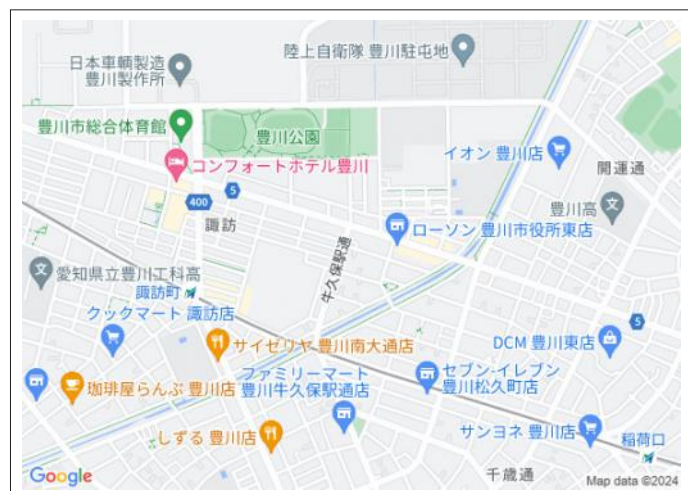 陸上自衛隊 豊川駐屯地
日本車輌製造
豊川製作所
豊川市総合体育館
豊川公園
イオン 豊川店
コンフォートホテル豊川
開運通
5
400
豊川高
諏訪
ローソン 豊川市役所東店
牛久保駅通
愛知県立豊川工科高
諏訪町
クックマート 諏訪店
5
サイゼリヤ 豊川南大通店
DCM 豊川東店
ファミリーマート
豊川牛久保駅通店
セブン-イレブン
豊川松久町店
珈琲屋らんぷ 豊川店
しずる 豊川店
サンヨネ 豊川店
稲荷口
千歳通
Google
Map data ©2024